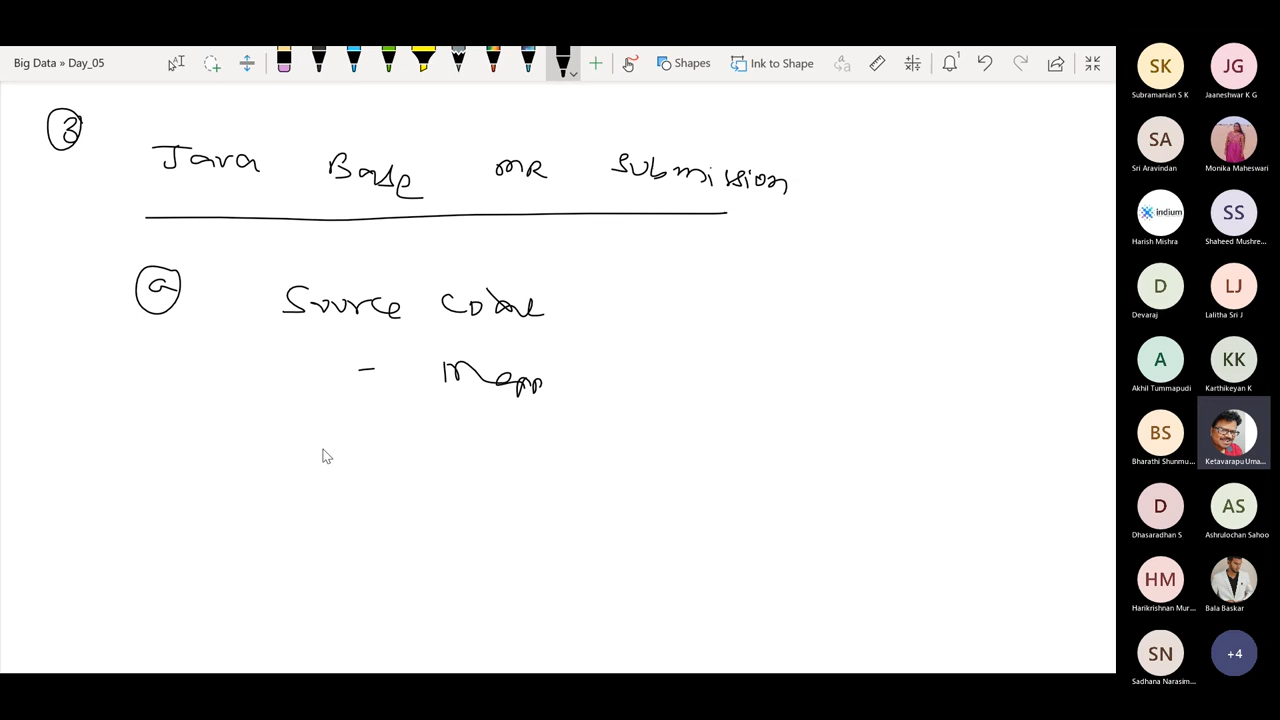 Big Data » Day_05
Shapes
Ink to Shape
3
Java Base MR Submission
a
Source Code
- Mapp
SK
Subramanian S K
JG
Jaaneshwar K G
SA
Sri Aravindan
Monika Maheswari
indium
Harish Mishra
SS
Shaheed Mushre...
D
Devaraj
LJ
Lalitha Sri J
A
Akhil Tummapudi
KK
Karthikeyan K
BS
Bharathi Shunmu...
Ketavarapu Uma...
D
Dhasaradhan S
AS
Ashrulochan Sahoo
HM
Harikrishnan Mur...
Bala Baskar
SN
Sadhana Narasim...
+4